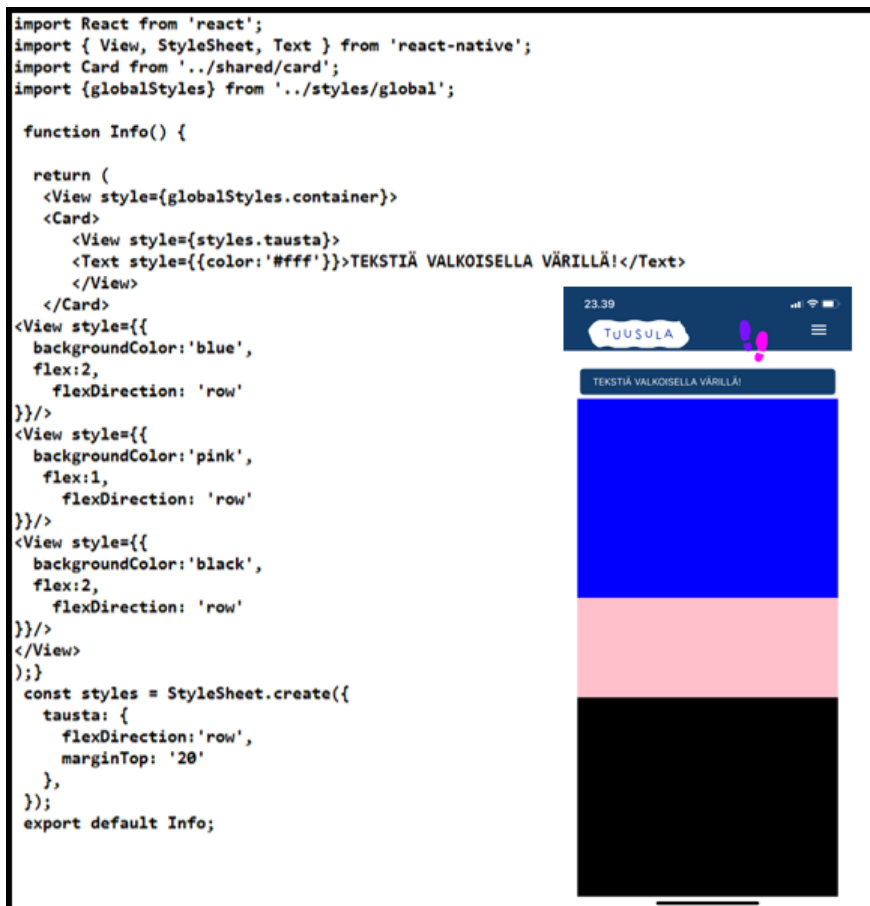 import React from 'react';
import { View, StyleSheet, Text } from 'react-native';
import Card from '../shared/card';
import {globalStyles} from '../styles/global';

 function Info() {

  return (
   <View style={globalStyles.container}>
   <Card>
      <View style={styles.tausta}>
      <Text style={{color:'#fff'}}>TEKSTIÄ VALKOISELLA VÄRILLÄ!</Text>
      </View>
   </Card>
<View style={{
  backgroundColor:'blue',
  flex:2,
    flexDirection: 'row'
}}/>
<View style={{
  backgroundColor:'pink',
   flex:1,
     flexDirection: 'row'
}}/>
<View style={{
  backgroundColor:'black',
  flex:2,
    flexDirection: 'row'
}}/>
</View>
);}
 const styles = StyleSheet.create({
   tausta: {
     flexDirection:'row',
     marginTop: '20'
   },
 });
 export default Info;
23.39
TUUSULA
TEKSTIÄ VALKOISELLA VÄRILLÄ!